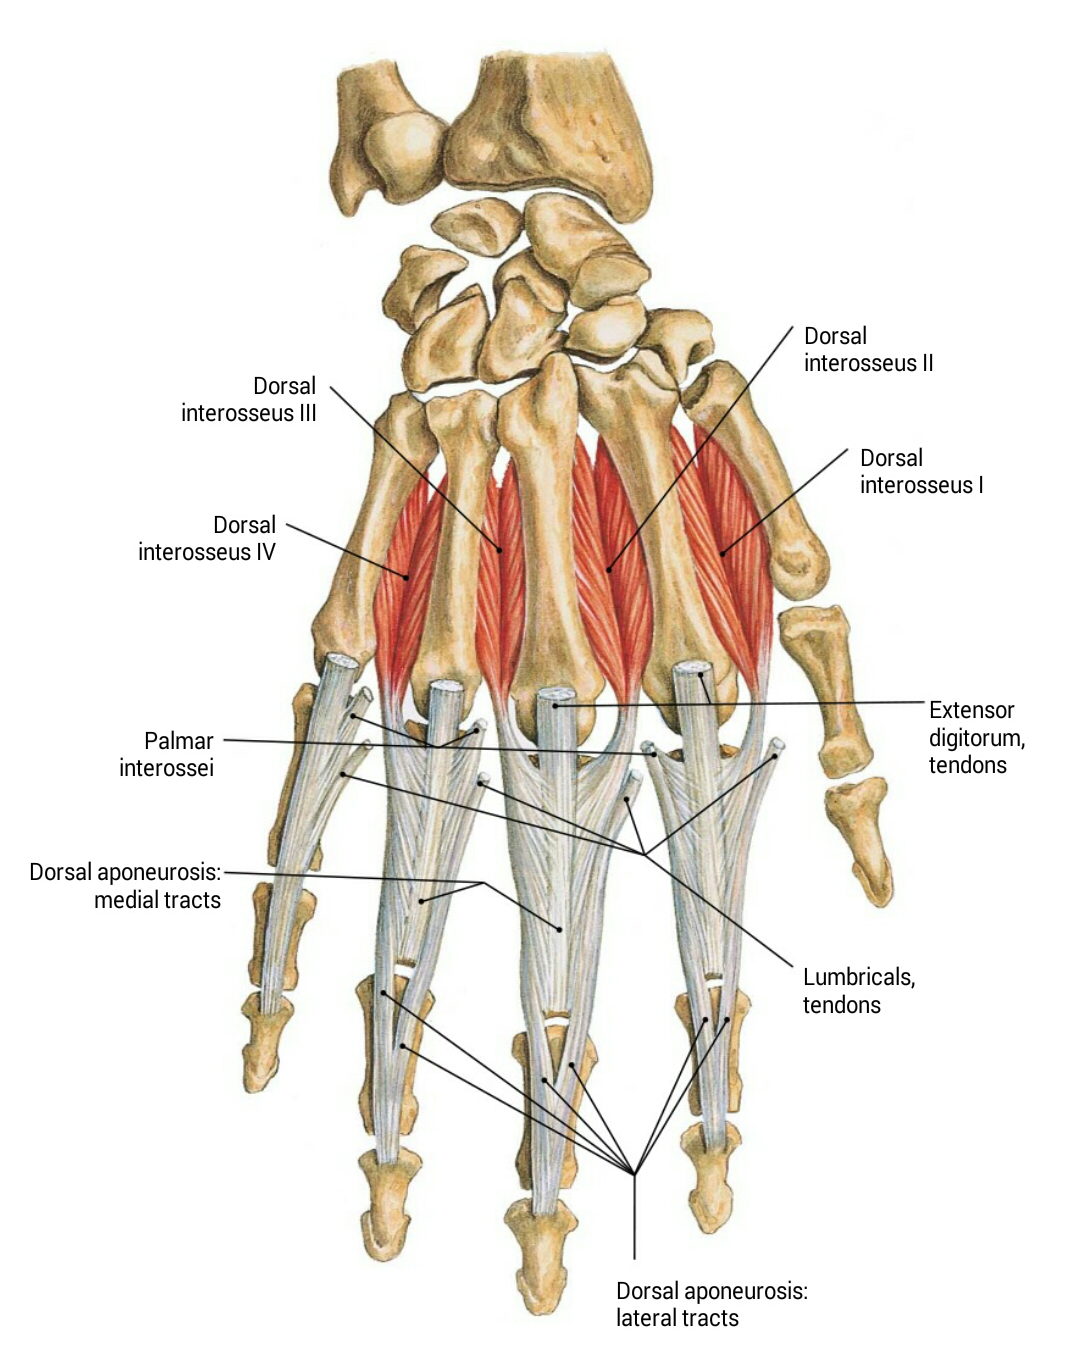 Dorsal
interosseus II
Dorsal
interosseus III
Dorsal
interosseus I
Dorsal
interosseus IV
Extensor
digitorum,
tendons
Palmar
interossei
Dorsal aponeurosis:
medial tracts
Lumbricals,
tendons
Dorsal aponeurosis:
lateral tracts